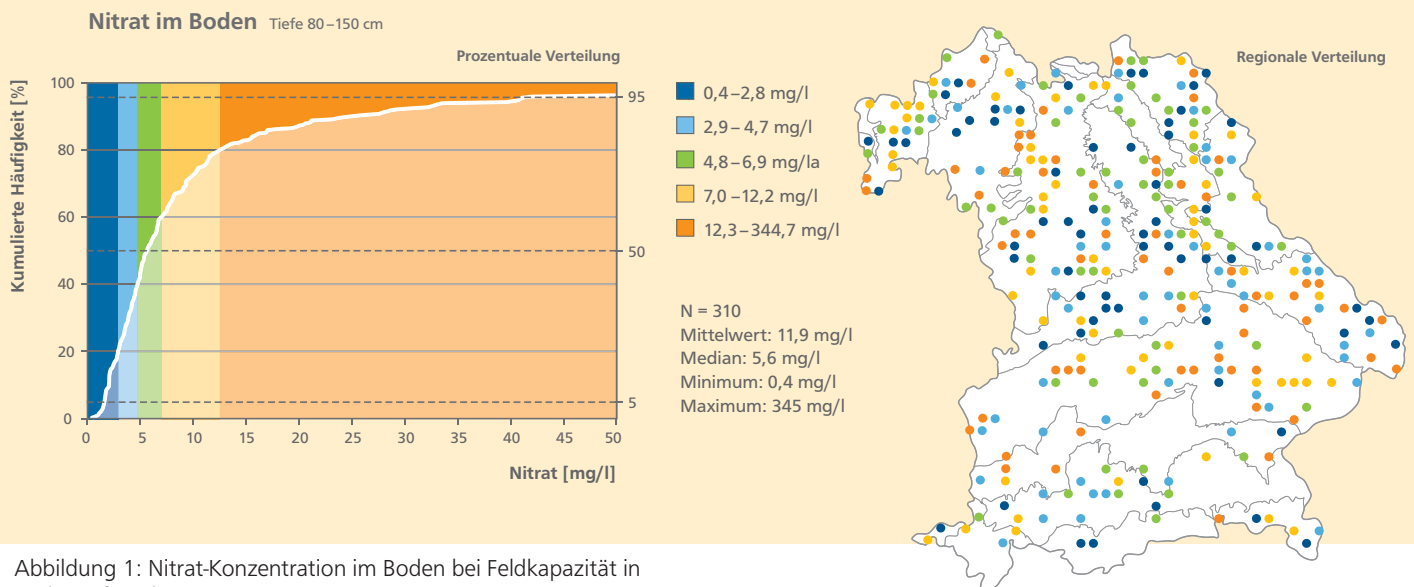 Nitrat im Boden Tiefe 80–150 cm
Prozentuale Verteilung
Regionale Verteilung
Kumulierte Häufigkeit [%]
100
80
60
40
20
0
95
50
5
0 5 10 15 20 25 30 35 40 45 50
Nitrat [mg/l]
0,4–2,8 mg/l
2,9–4,7 mg/l
4,8–6,9 mg/la
7,0–12,2 mg/l
12,3–344,7 mg/l
N = 310
Mittelwert: 11,9 mg/l
Median: 5,6 mg/l
Minimum: 0,4 mg/l
Maximum: 345 mg/l
Abbildung 1: Nitrat-Konzentration im Boden bei Feldkapazität in